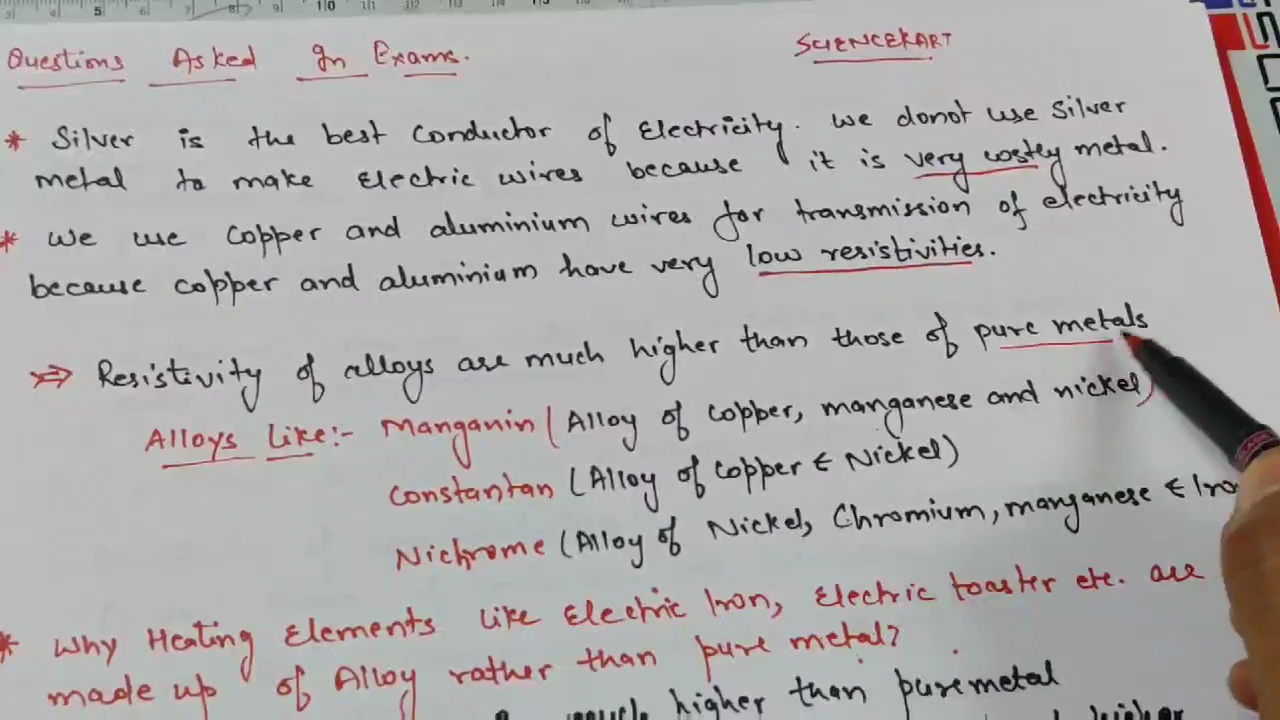 Questions Asked In Exams.
SCIENCEKART
* Silver is the best conductor of Electricity. we donot use silver
metal to make Electric wires because it is very costly metal.
* we use copper and aluminium wires for transmission of electricity
because copper and aluminium have very low resistivities.
⇒ Resistivity of alloys are much higher than those of pure metals
Alloys Like:- Manganin (Alloy of copper, manganese and nickel)
Constantan (Alloy of copper & Nickel)
Nichrome (Alloy of Nickel, Chromium, manganese &
* Why Heating Elements Like Electric Iron, Electric toaster etc. are
made up of Alloy rather than pure metal?
much higher than pure metal